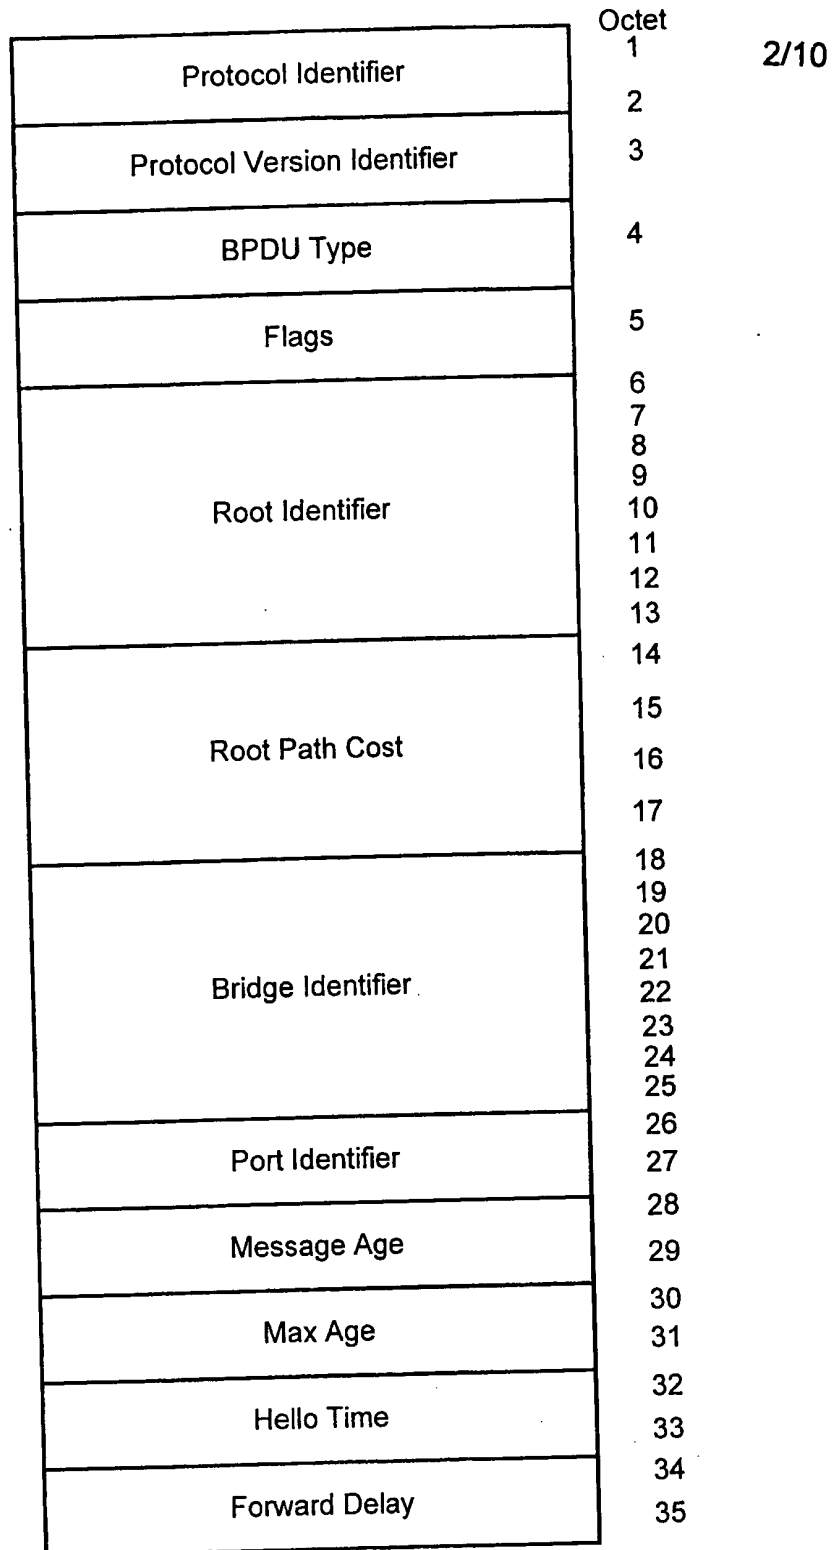 Octet
1
2/10
Protocol Identifier
2
Protocol Version Identifier
3
BPDU Type
4
Flags
5
6
7
8
9
Root Identifier
10
11
12
13
14
15
Root Path Cost
16
17
18
19
20
21
Bridge Identifier
22
23
24
25
26
Port Identifier
27
28
Message Age
29
30
Max Age
31
32
Hello Time
33
34
Forward Delay
35